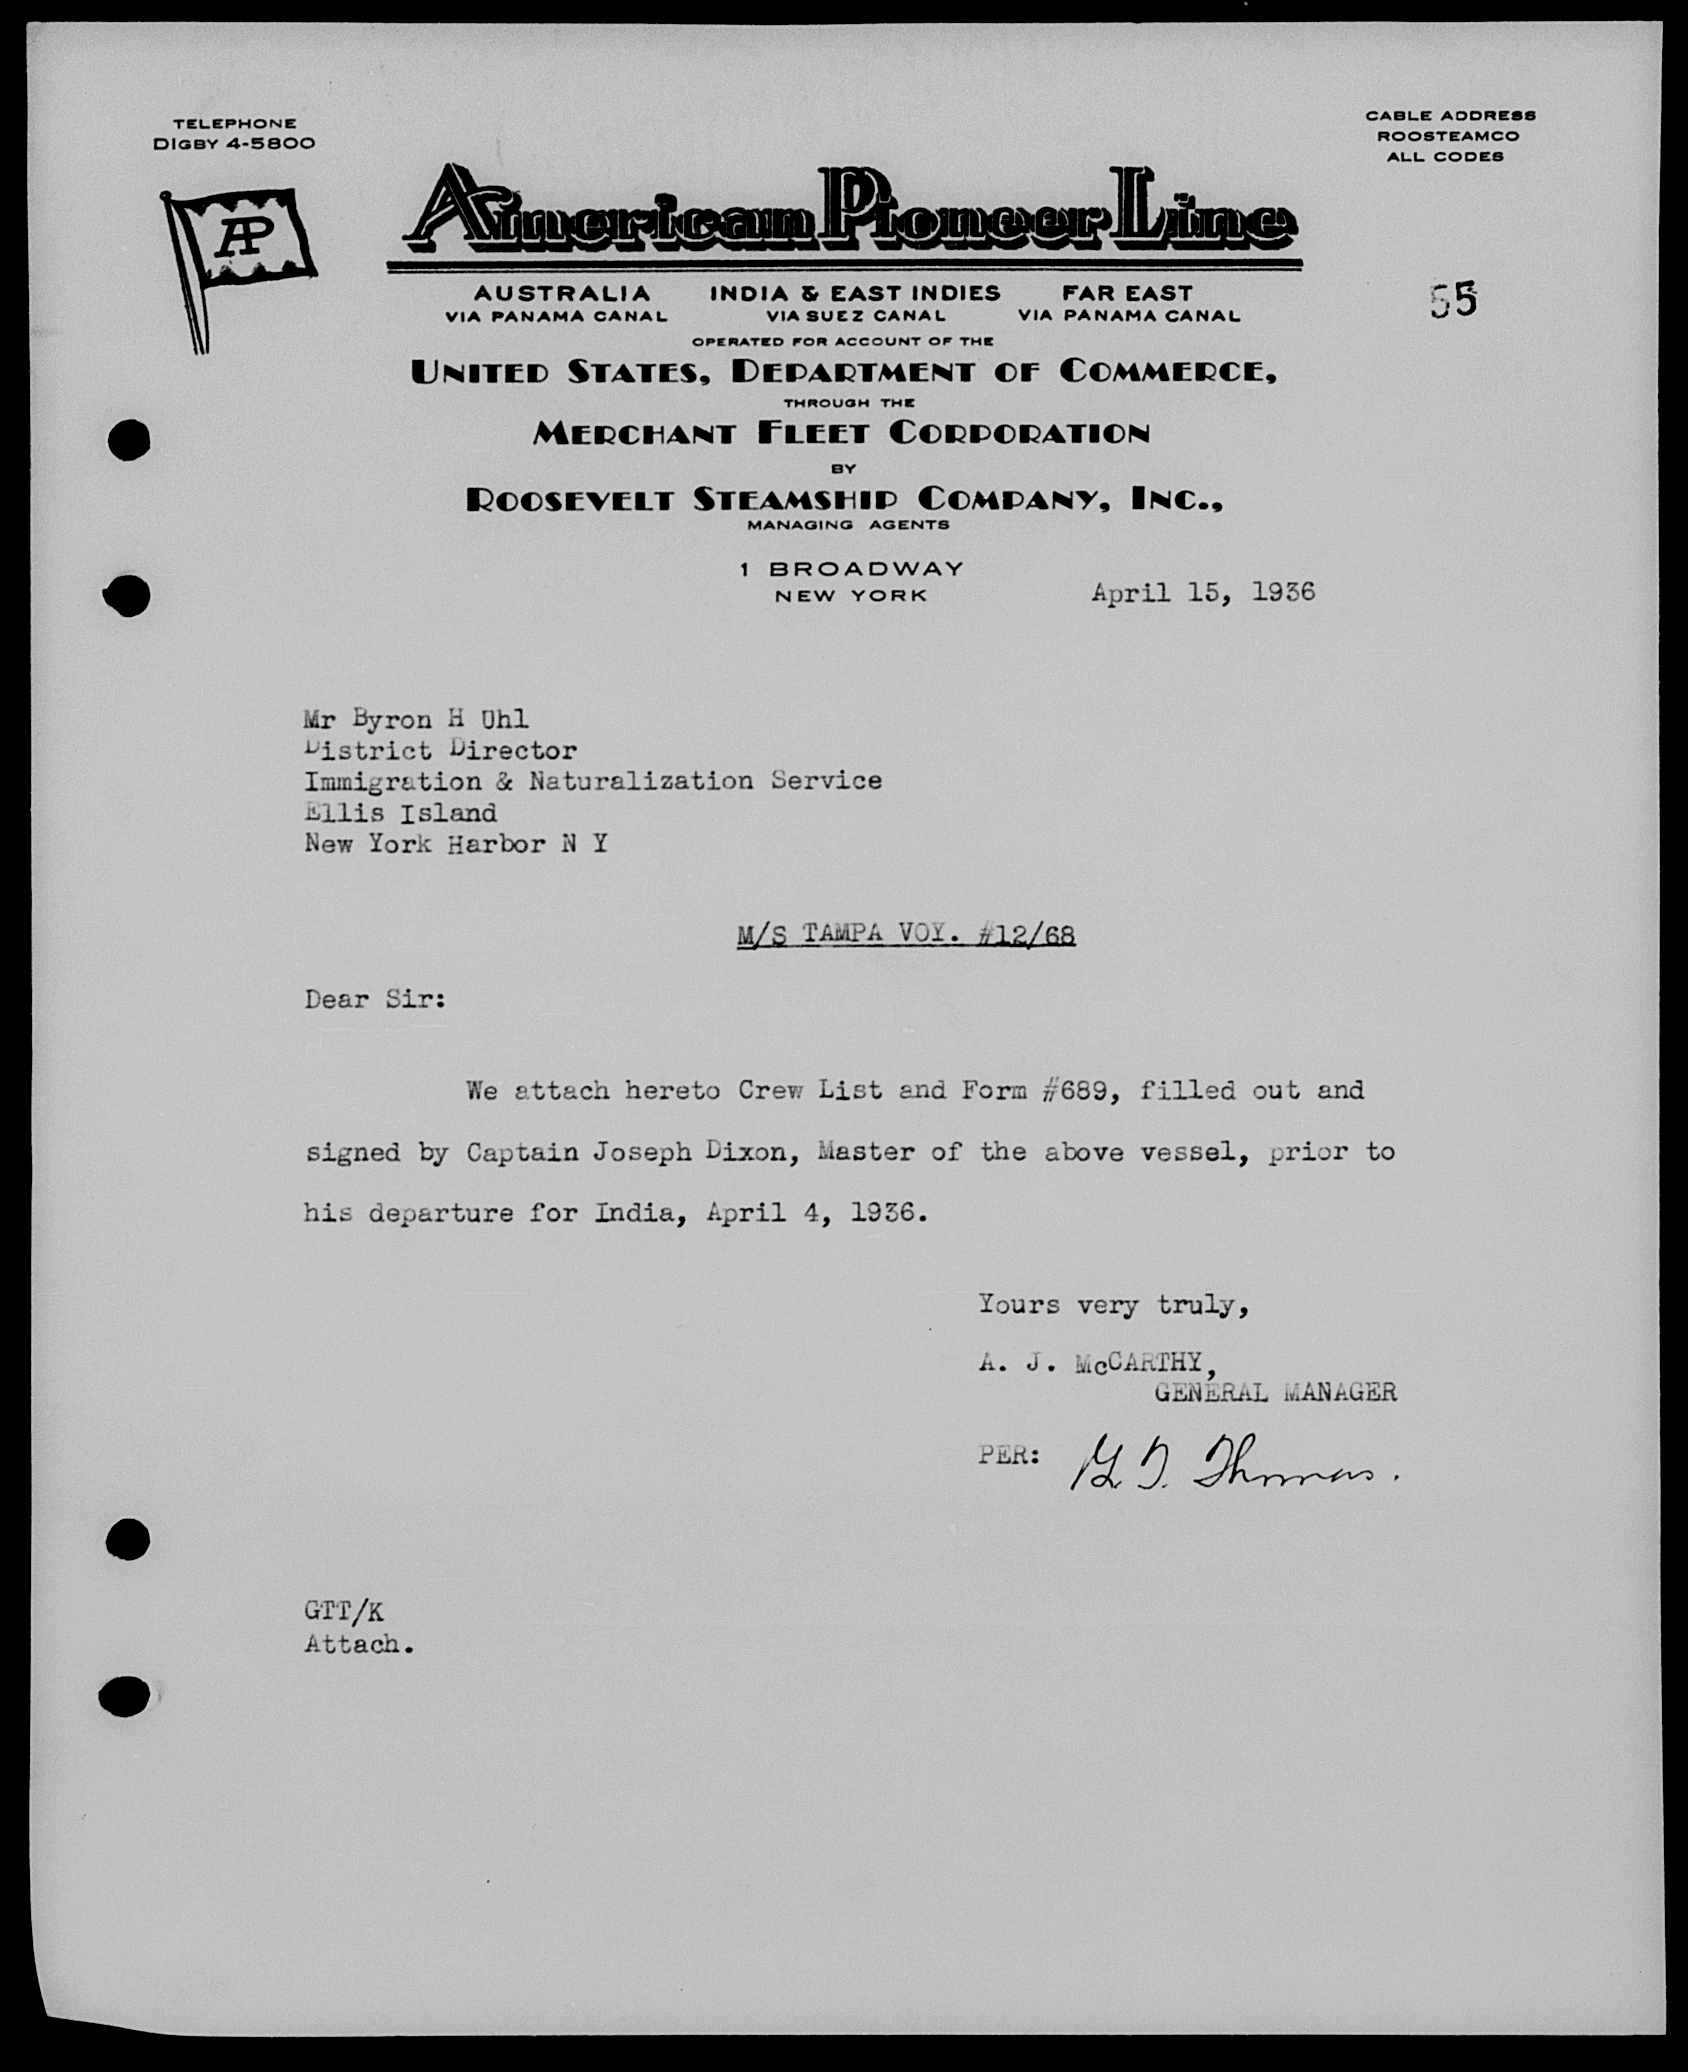 TELEPHONE
DIGBY 4-5800
CABLE ADDRESS
ROOSTEAMCO
ALL CODES
AP
American Pioneer Line
AUSTRALIA INDIA & EAST INDIES FAR EAST
VIA PANAMA CANAL VIA SUEZ CANAL VIA PANAMA CANAL
55
OPERATED FOR ACCOUNT OF THE
UNITED STATES, DEPARTMENT OF COMMERCE,
THROUGH THE
MERCHANT FLEET CORPORATION
BY
ROOSEVELT STEAMSHIP COMPANY, INC.,
MANAGING AGENTS
1 BROADWAY
NEW YORK
April 15, 1936
Mr Byron H Uhl
District Director
Immigration & Naturalization Service
Ellis Island
New York Harbor N Y
M/S TAMPA VOY. #12/68
Dear Sir:
We attach hereto Crew List and Form #689, filled out and
signed by Captain Joseph Dixon, Master of the above vessel, prior to
his departure for India, April 4, 1936.
Yours very truly,
A. J. McCARTHY,
GENERAL MANAGER
PER: G. T. Thomas.
GTT/K
Attach.